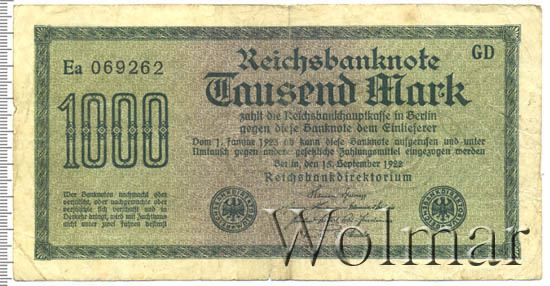 Reichsbanknote
GD
Ea 069262
Tausend Mark
1000
zahlt die Reichsbankhauptkasse in Berlin
gegen diese Banknote dem Einlieferer
Vom 1. Januar 1923 ab kann diese Banknote aufgerufen und unter
Umtausch gegen andere gesetzliche Zahlungsmittel eingezogen werden
Berlin, den 15. September 1922
Reichsbankdirektorium
Wer Banknoten nachmacht oder
verfälscht, oder nachgemachte oder
verfälschte sich verschafft und in
Verkehr bringt, wird mit Zuchthaus
nicht unter zwei Jahren bestraft
Wolmar